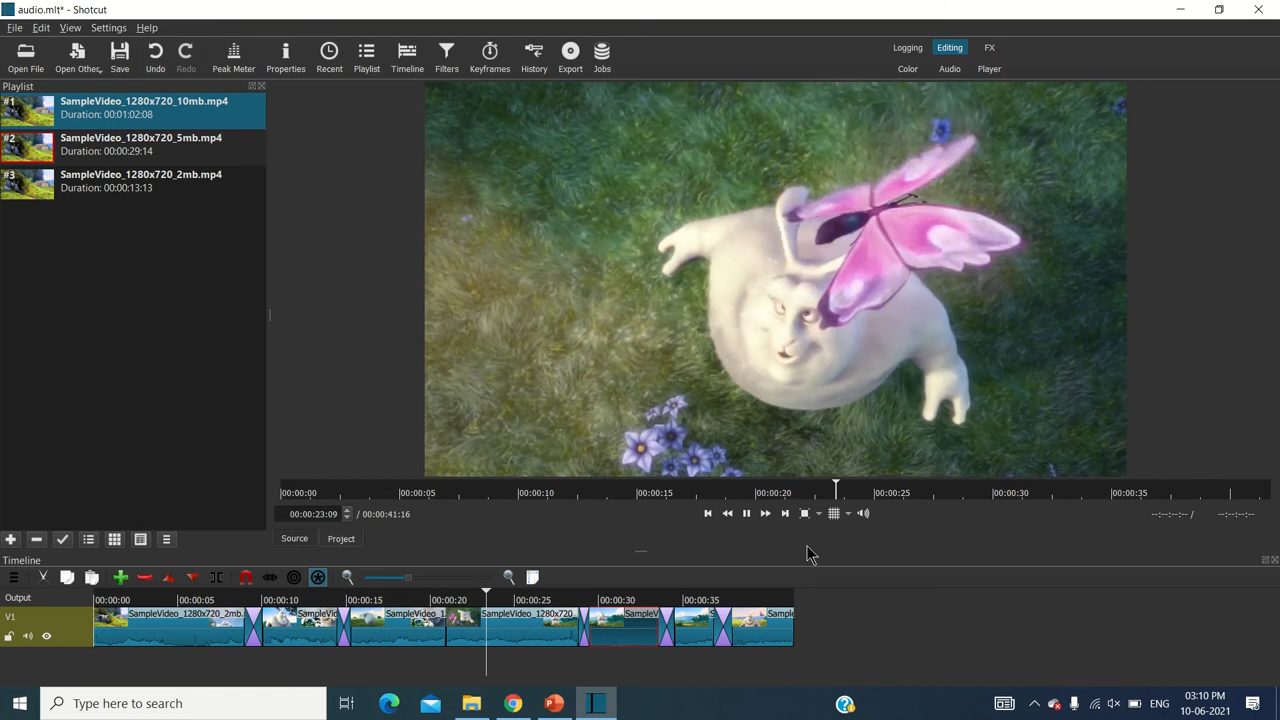 audio.mlt* - Shotcut
File Edit View Settings Help
Open File Open Other.. Save Undo Redo Peak Meter Properties Recent Playlist Timeline Filters Keyframes History Export Jobs
Logging Editing FX
Color Audio Player
Playlist
#1 SampleVideo_1280x720_10mb.mp4
Duration: 00:01:02:08
#2 SampleVideo_1280x720_5mb.mp4
Duration: 00:00:29:14
#3 SampleVideo_1280x720_2mb.mp4
Duration: 00:00:13:13
00:00:00 00:00:05 00:00:10 00:00:15 00:00:20 00:00:25 00:00:30 00:00:35
00:00:23:09 / 00:00:41:16
--:--:--:-- / --:--:--:--
Source Project
Timeline
Output
00:00:00 00:00:05 00:00:10 00:00:15 00:00:20 00:00:25 00:00:30 00:00:35
V1
SampleVideo_1280x720_2mb. SampleVid SampleVideo_1 SampleVideo_1280x720 SampleV S Sample
Type here to search
ENG
03:10 PM
10-06-2021